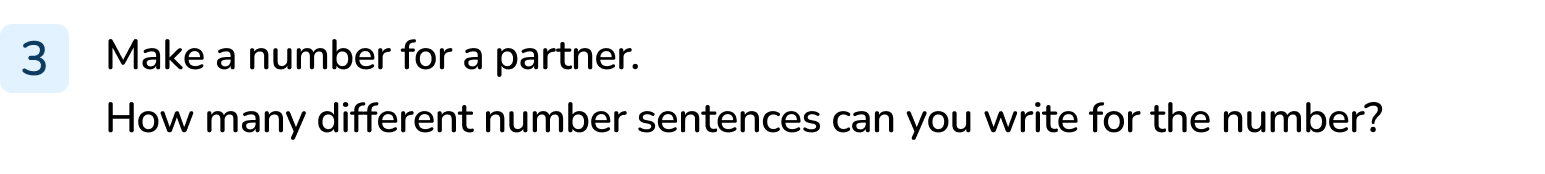 3 Make a number for a partner.
How many different number sentences can you write for the number?